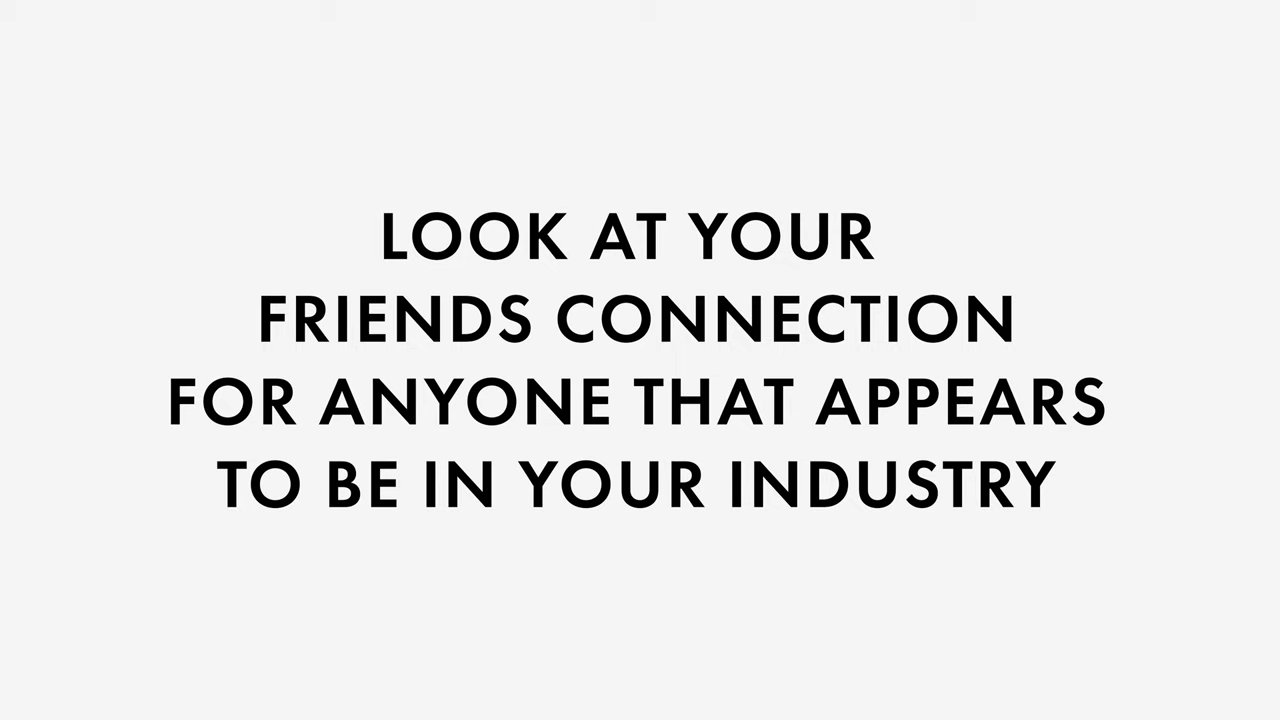 LOOK AT YOUR
FRIENDS CONNECTION
FOR ANYONE THAT APPEARS
TO BE IN YOUR INDUSTRY